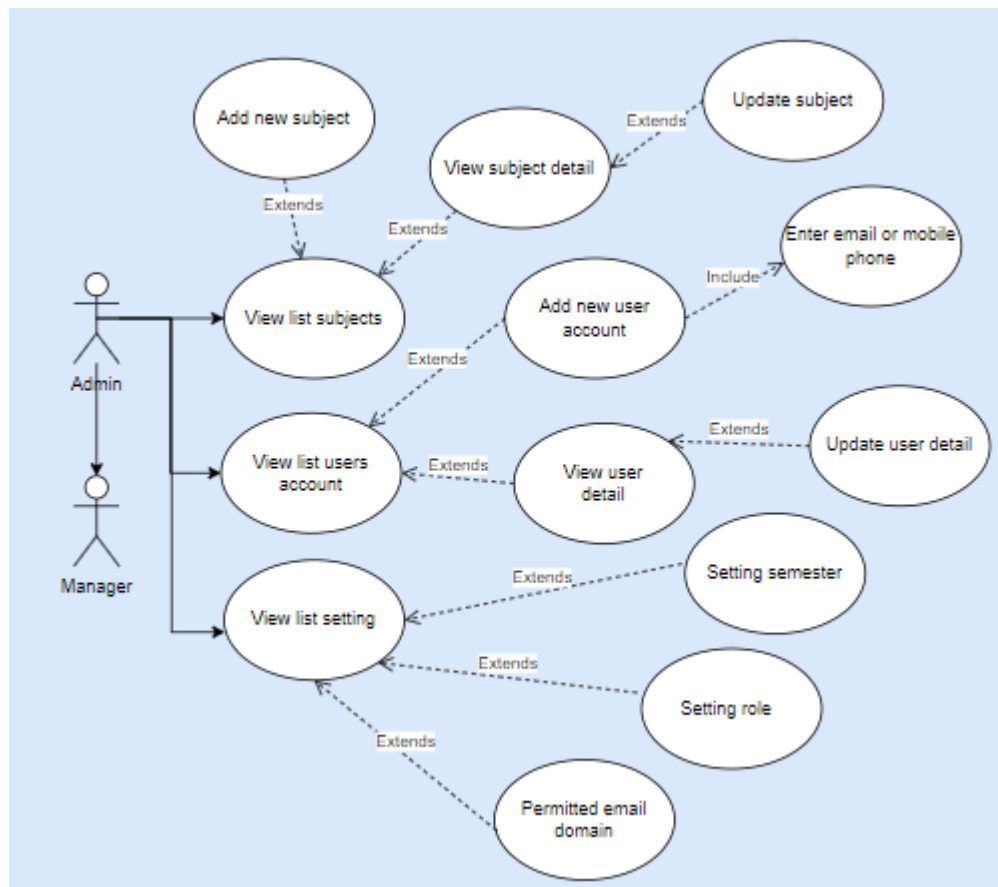 Update subject
Add new subject
Extends
View subject detail
Extends
Extends
Enter email or mobile
phone
Include
View list subjects
Add new user
account
Extends
Admin
Extends
Update user detail
View list users
account
Extends
View user
detail
Manager
Extends
Setting semester
View list setting
Extends
Setting role
Extends
Permitted email
domain